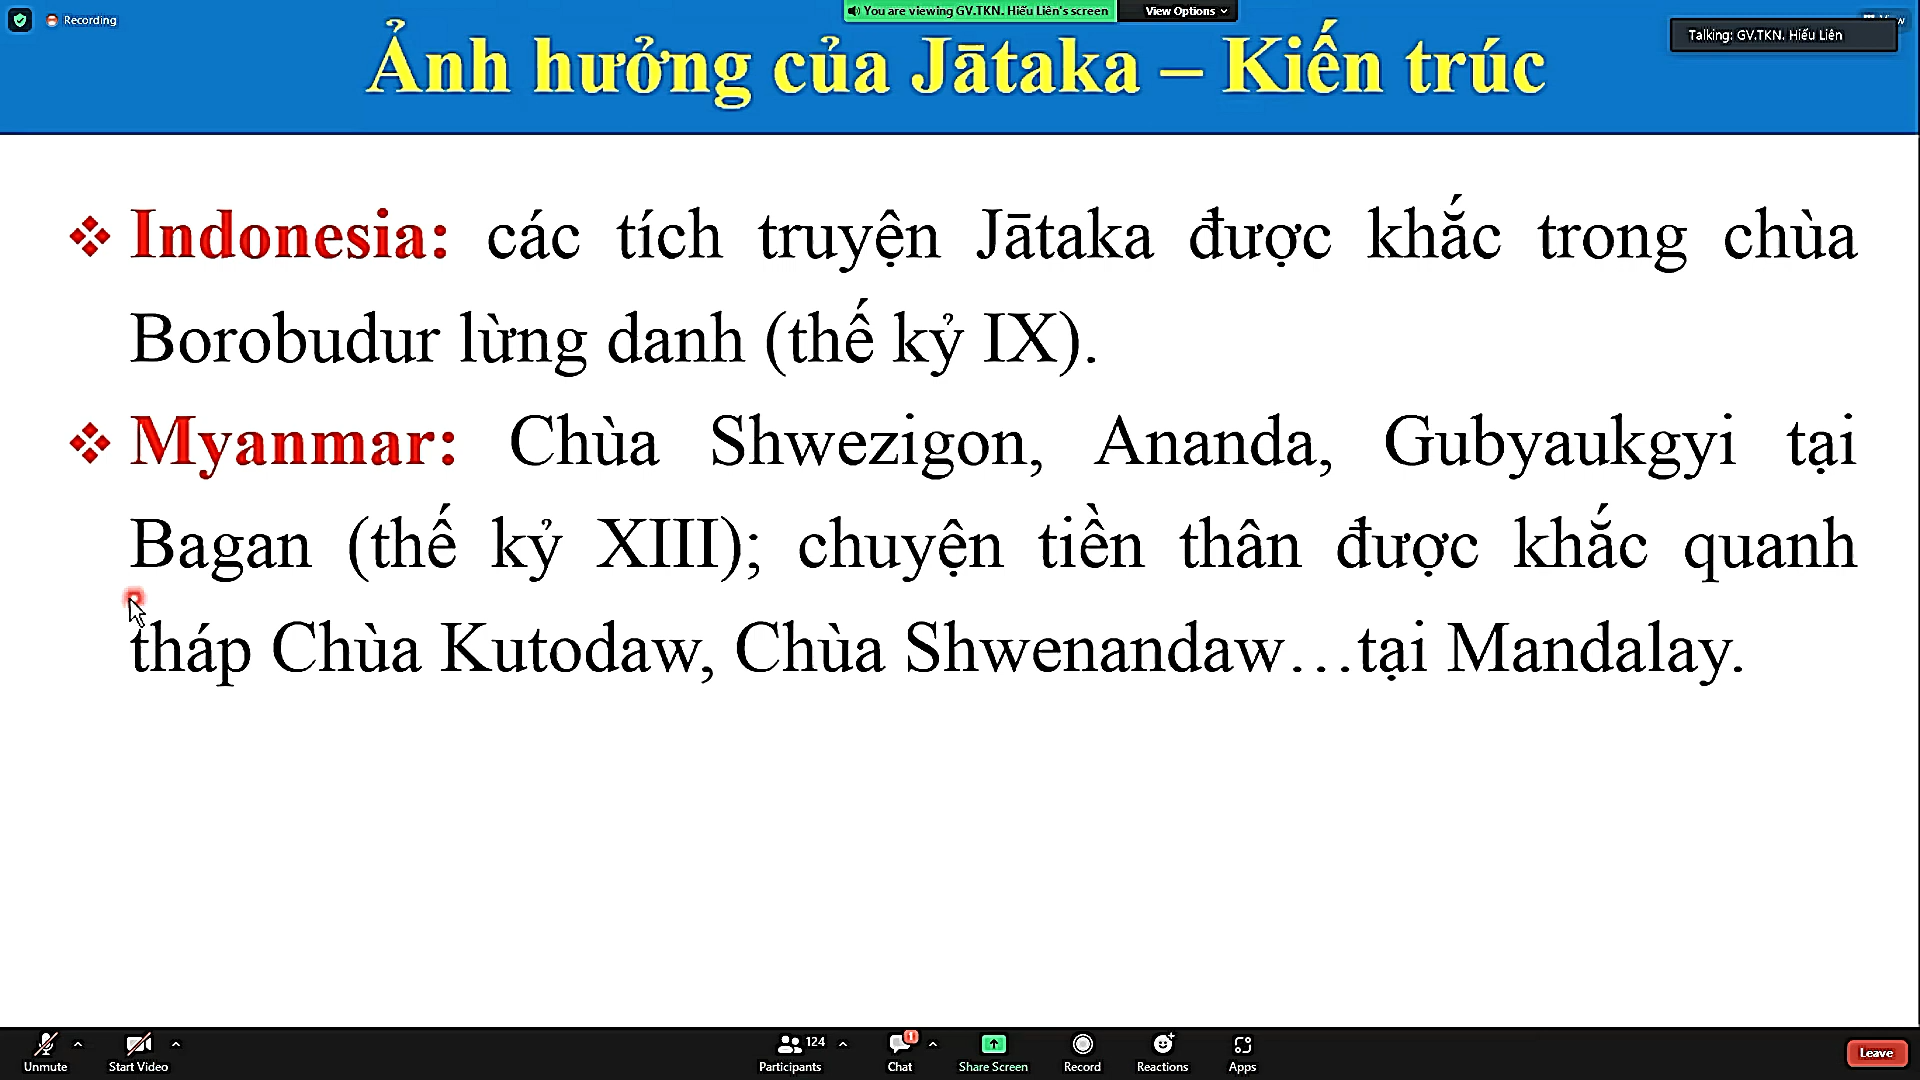 Recording
You are viewing GV.TKN. Hiếu Liên's screen
View Options
Talking: GV.TKN. Hiếu Liên
Ảnh hưởng của Jātaka – Kiến trúc
❖ Indonesia: các tích truyện Jātaka được khắc trong chùa
Borobudur lừng danh (thế kỷ IX).
❖ Myanmar: Chùa Shwezigon, Ananda, Gubyaukgyi tại
Bagan (thế kỷ XIII); chuyện tiền thân được khắc quanh
tháp Chùa Kutodaw, Chùa Shwenandaw…tại Mandalay.
Unmute
Start Video
124
Participants
1
Chat
Share Screen
Record
Reactions
Apps
Leave